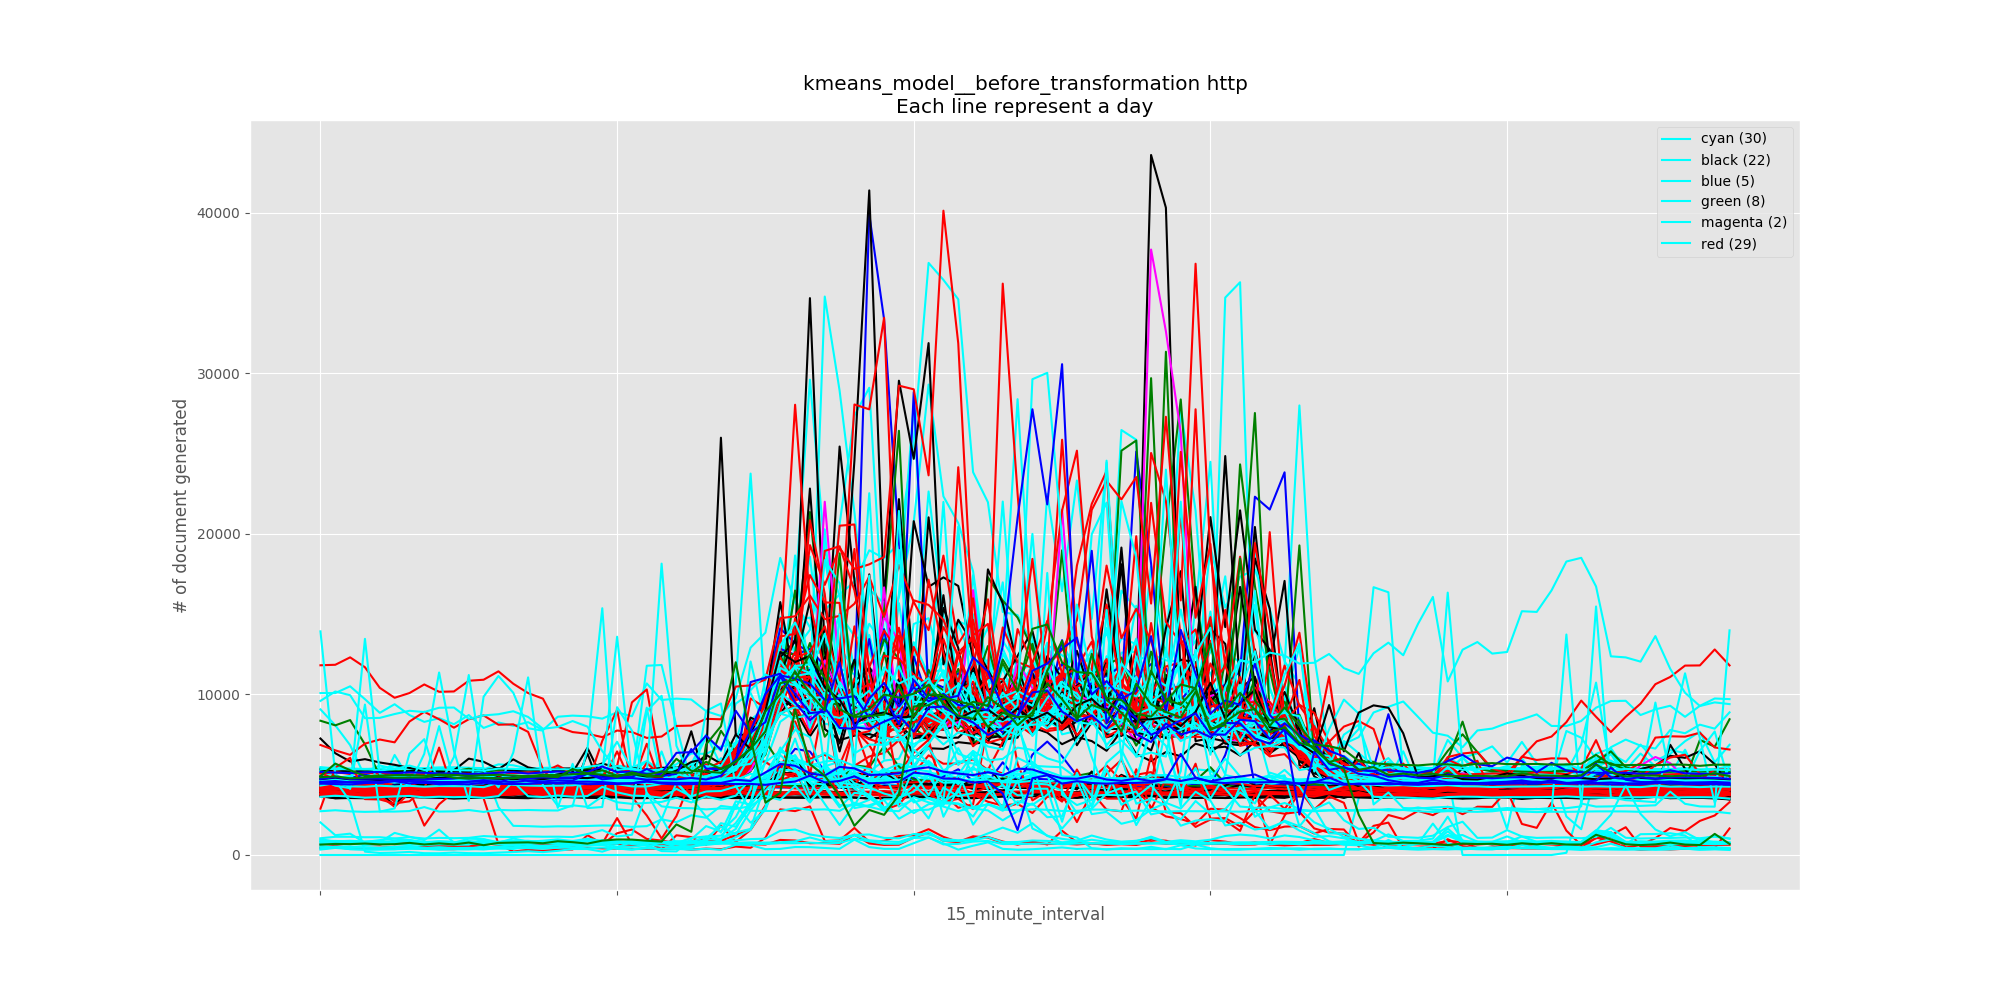 kmeans_model__before_transformation http
Each line represent a day
cyan (30)
black (22)
blue (5)
green (8)
magenta (2)
red (29)
# of document generated
40000
30000
20000
10000
0
15_minute_interval